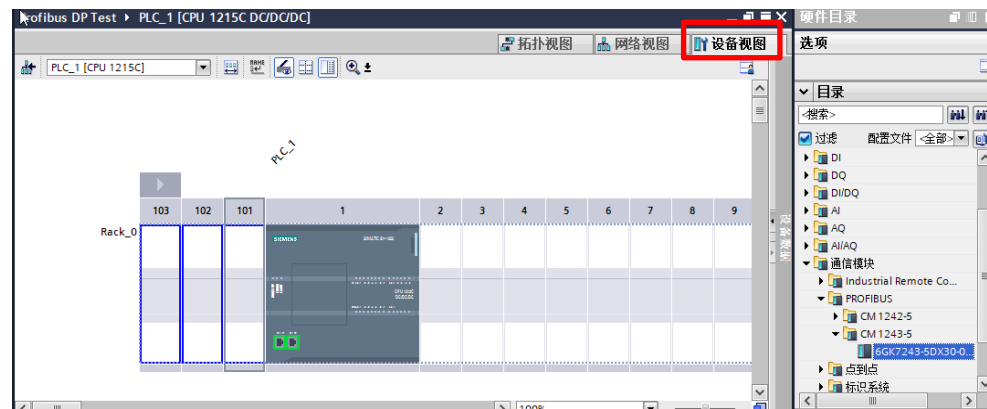 Profibus DP Test ▸ PLC_1 [CPU 1215C DC/DC/DC]
硬件目录
拓扑视图 网络视图 设备视图
选项
PLC_1 [CPU 1215C]
目录
<搜索>
过滤 配置文件 <全部>
PLC_1
DI
DQ
DI/DQ
AI
AQ
AI/AQ
通信模块
Industrial Remote Co...
PROFIBUS
CM 1242-5
CM 1243-5
6GK7243-5DX30-0...
点到点
标识系统
103 102 101 1 2 3 4 5 6 7 8 9
Rack_0
SIEMENS
100%